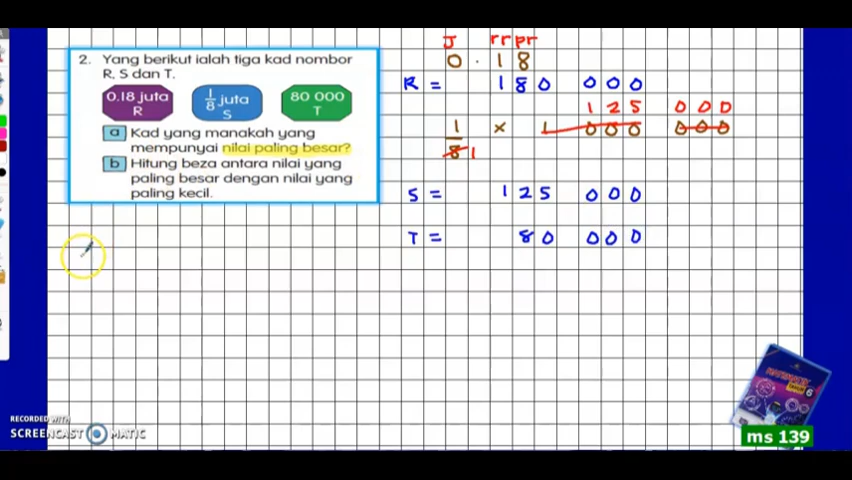 2. Yang berikut ialah tiga kad nombor
R, S dan T.
0.18 juta
R
1/8 juta
S
80 000
T
a Kad yang manakah yang
mempunyai nilai paling besar?
b Hitung beza antara nilai yang
paling besar dengan nilai yang
paling kecil.
J rr pr
0 . 1 8
R = 1 8 0 0 0 0
1 2 5 0 0 0
1/8 × 1 0 0 0 0 0 0
1
S = 1 2 5 0 0 0
T = 8 0 0 0 0
ms 139
RECORDED WITH
SCREENCAST MATIC